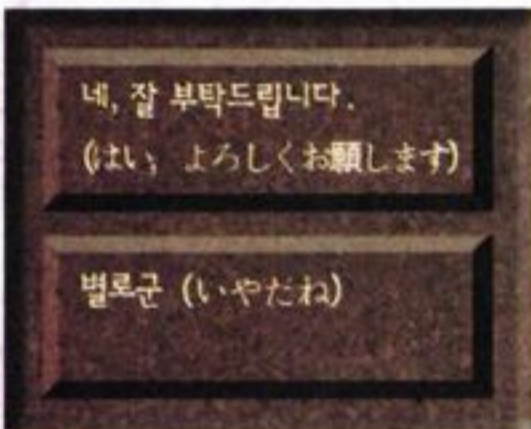 네, 잘 부탁드립니다.
(はい, よろしくお願します)
별로군 (いやだね)